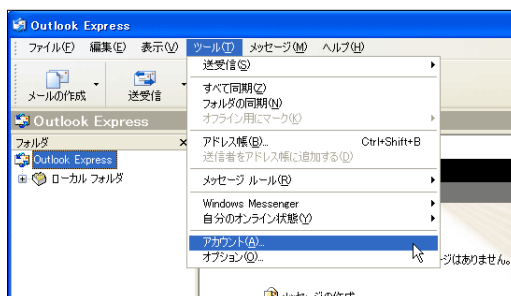 Outlook Express
ファイル(F) 編集(E) 表示(V) ツール(T) メッセージ(M) ヘルプ(H)
メールの作成 送受信
送受信(S)
すべて同期(Z)
フォルダの同期(N)
オフライン用にマーク(K)
Outlook Express
フォルダ ×
アドレス帳(B)... Ctrl+Shift+B
送信者をアドレス帳に追加する(D)
Outlook Express
ローカル フォルダ
メッセージ ルール(R)
Windows Messenger
自分のオンライン状態(Y)
アカウント(A)...
オプション(O)...
ージはありません。